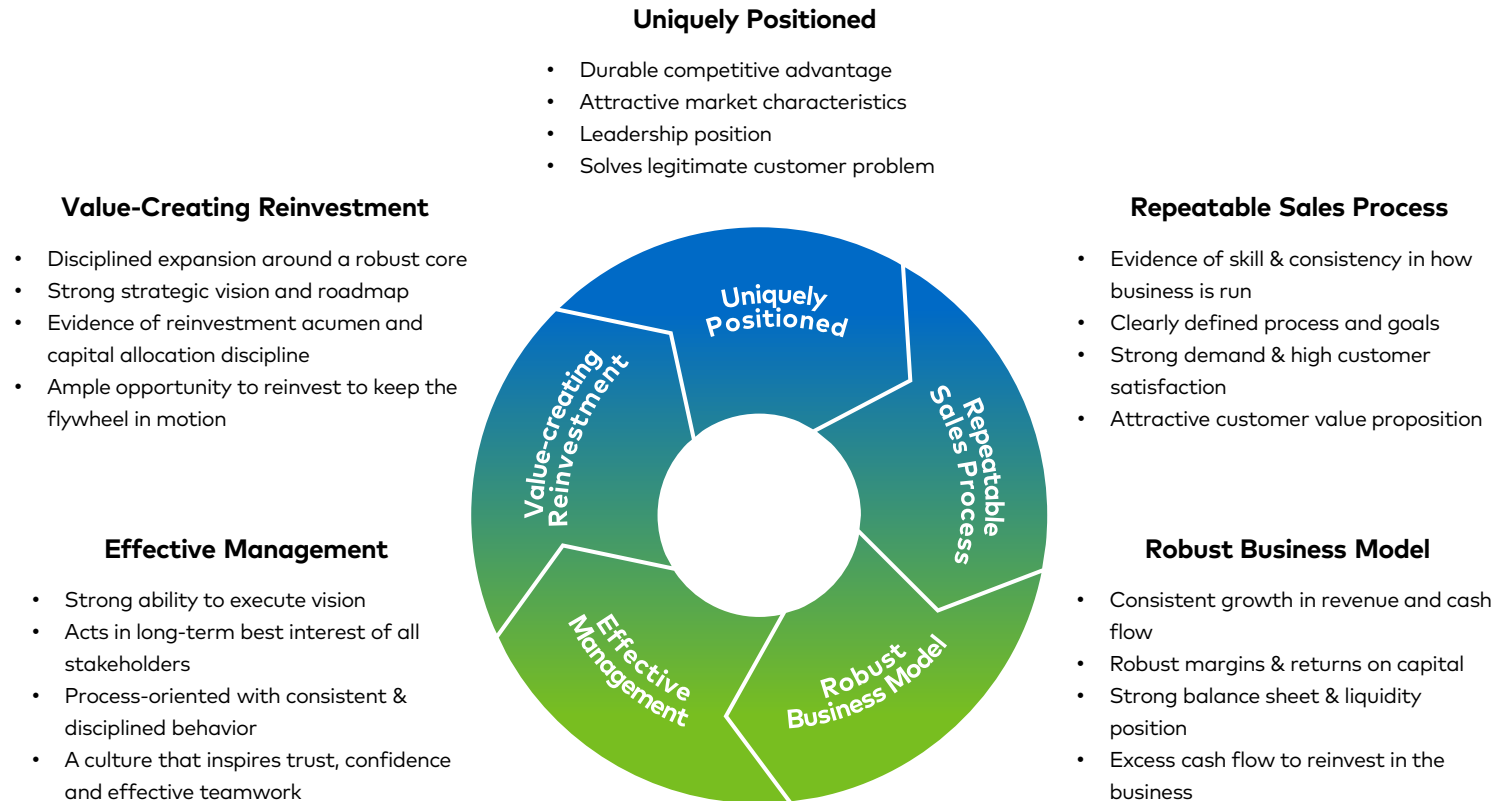 Uniquely Positioned
• Durable competitive advantage
• Attractive market characteristics
• Leadership position
• Solves legitimate customer problem
Value-Creating Reinvestment
• Disciplined expansion around a robust core
• Strong strategic vision and roadmap
• Evidence of reinvestment acumen and
capital allocation discipline
• Ample opportunity to reinvest to keep the
flywheel in motion
Repeatable Sales Process
• Evidence of skill & consistency in how
business is run
• Clearly defined process and goals
• Strong demand & high customer
satisfaction
• Attractive customer value proposition
Uniquely
Positioned
Repeatable
Sales Process
Robust
Business Model
Effective
Management
Value-creating
Reinvestment
Effective Management
• Strong ability to execute vision
• Acts in long-term best interest of all
stakeholders
• Process-oriented with consistent &
disciplined behavior
• A culture that inspires trust, confidence
and effective teamwork
Robust Business Model
• Consistent growth in revenue and cash
flow
• Robust margins & returns on capital
• Strong balance sheet & liquidity
position
• Excess cash flow to reinvest in the
business